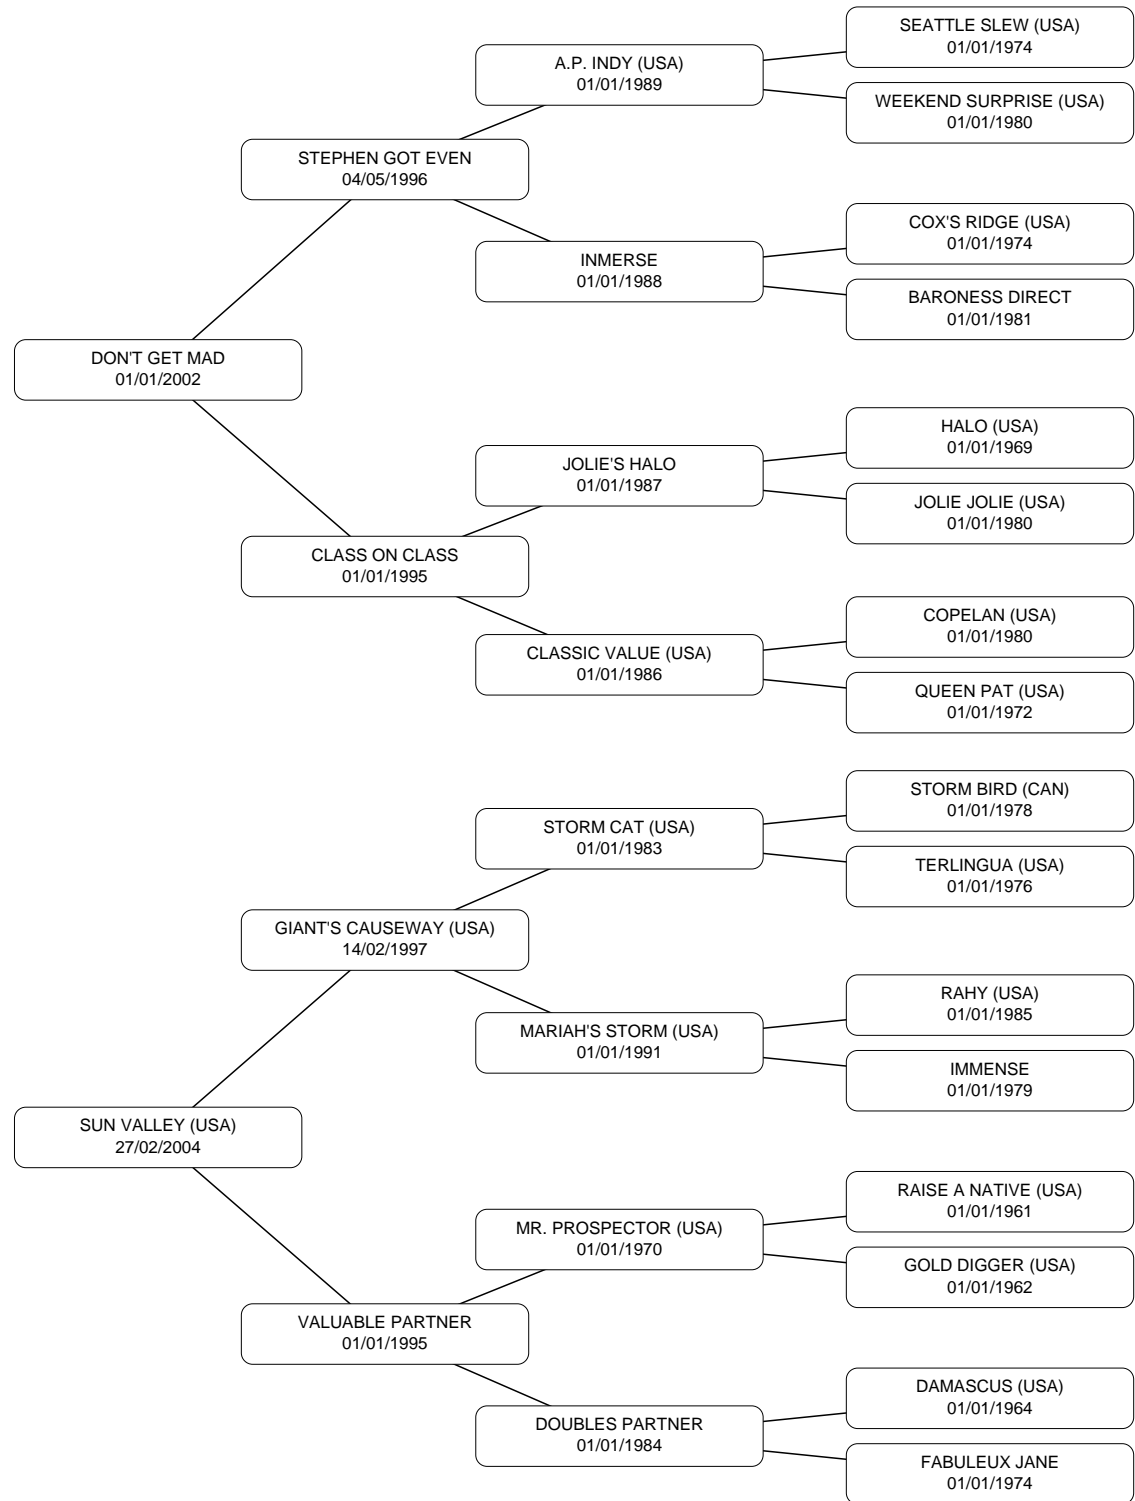 SEATTLE SLEW (USA)
01/01/1974
A.P. INDY (USA)
01/01/1989
WEEKEND SURPRISE (USA)
01/01/1980
STEPHEN GOT EVEN
04/05/1996
COX'S RIDGE (USA)
01/01/1974
INMERSE
01/01/1988
BARONESS DIRECT
01/01/1981
DON'T GET MAD
01/01/2002
HALO (USA)
01/01/1969
JOLIE'S HALO
01/01/1987
JOLIE JOLIE (USA)
01/01/1980
CLASS ON CLASS
01/01/1995
COPELAN (USA)
01/01/1980
CLASSIC VALUE (USA)
01/01/1986
QUEEN PAT (USA)
01/01/1972
STORM BIRD (CAN)
01/01/1978
STORM CAT (USA)
01/01/1983
TERLINGUA (USA)
01/01/1976
GIANT'S CAUSEWAY (USA)
14/02/1997
RAHY (USA)
01/01/1985
MARIAH'S STORM (USA)
01/01/1991
IMMENSE
01/01/1979
SUN VALLEY (USA)
27/02/2004
RAISE A NATIVE (USA)
01/01/1961
MR. PROSPECTOR (USA)
01/01/1970
GOLD DIGGER (USA)
01/01/1962
VALUABLE PARTNER
01/01/1995
DAMASCUS (USA)
01/01/1964
DOUBLES PARTNER
01/01/1984
FABULEUX JANE
01/01/1974